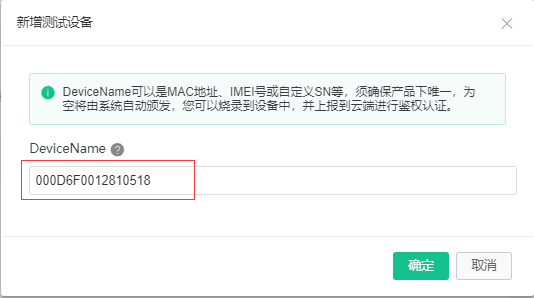 新增测试设备
DeviceName可以是MAC地址、IMEI号或自定义SN等，须确保产品下唯一，为
空将由系统自动颁发，您可以烧录到设备中，并上报到云端进行鉴权认证。
DeviceName
000D6F0012810518
确定 取消